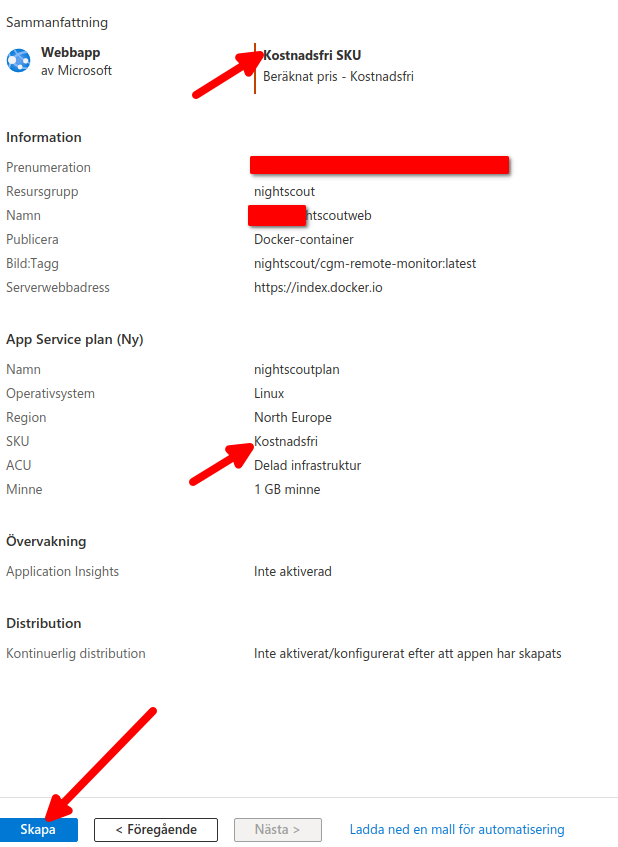 Sammanfattning
Webbapp
av Microsoft
Kostnadsfri SKU
Beräknat pris - Kostnadsfri
Information
Prenumeration
Resursgrupp nightscout
Namn htscoutweb
Publicera Docker-container
Bild:Tagg nightscout/cgm-remote-monitor:latest
Serverwebbadress https://index.docker.io
App Service plan (Ny)
Namn nightscoutplan
Operativsystem Linux
Region North Europe
SKU Kostnadsfri
ACU Delad infrastruktur
Minne 1 GB minne
Övervakning
Application Insights Inte aktiverad
Distribution
Kontinuerlig distribution Inte aktiverat/konfigurerat efter att appen har skapats
Skapa < Föregående Nästa > Ladda ned en mall för automatisering